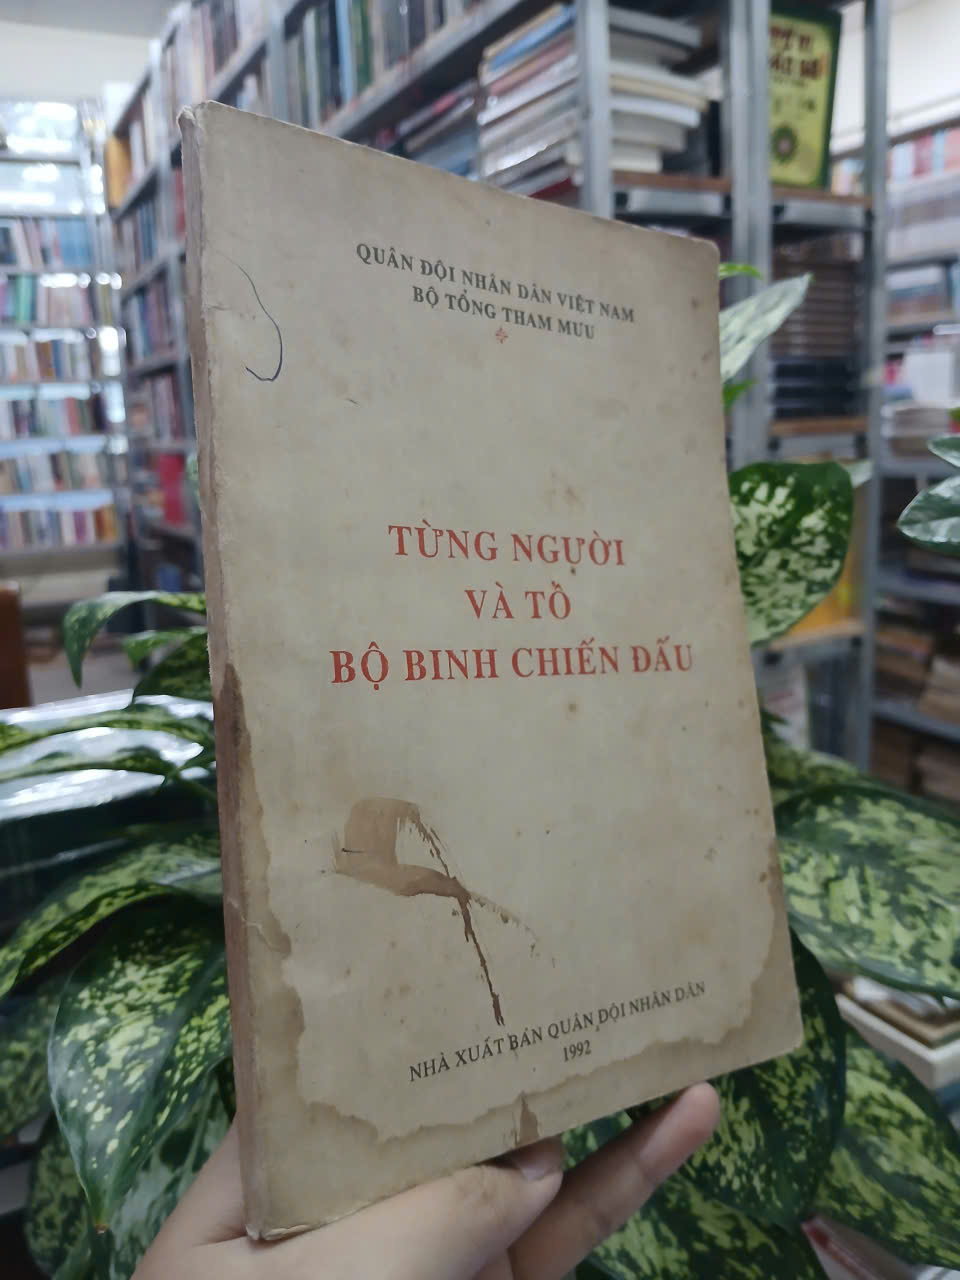 QUÂN ĐỘI NHÂN DÂN VIỆT NAM
BỘ TỔNG THAM MƯU
TỪNG NGƯỜI
VÀ TỔ
BỘ BINH CHIẾN ĐẤU
NHÀ XUẤT BẢN QUÂN ĐỘI NHÂN DÂN
1992